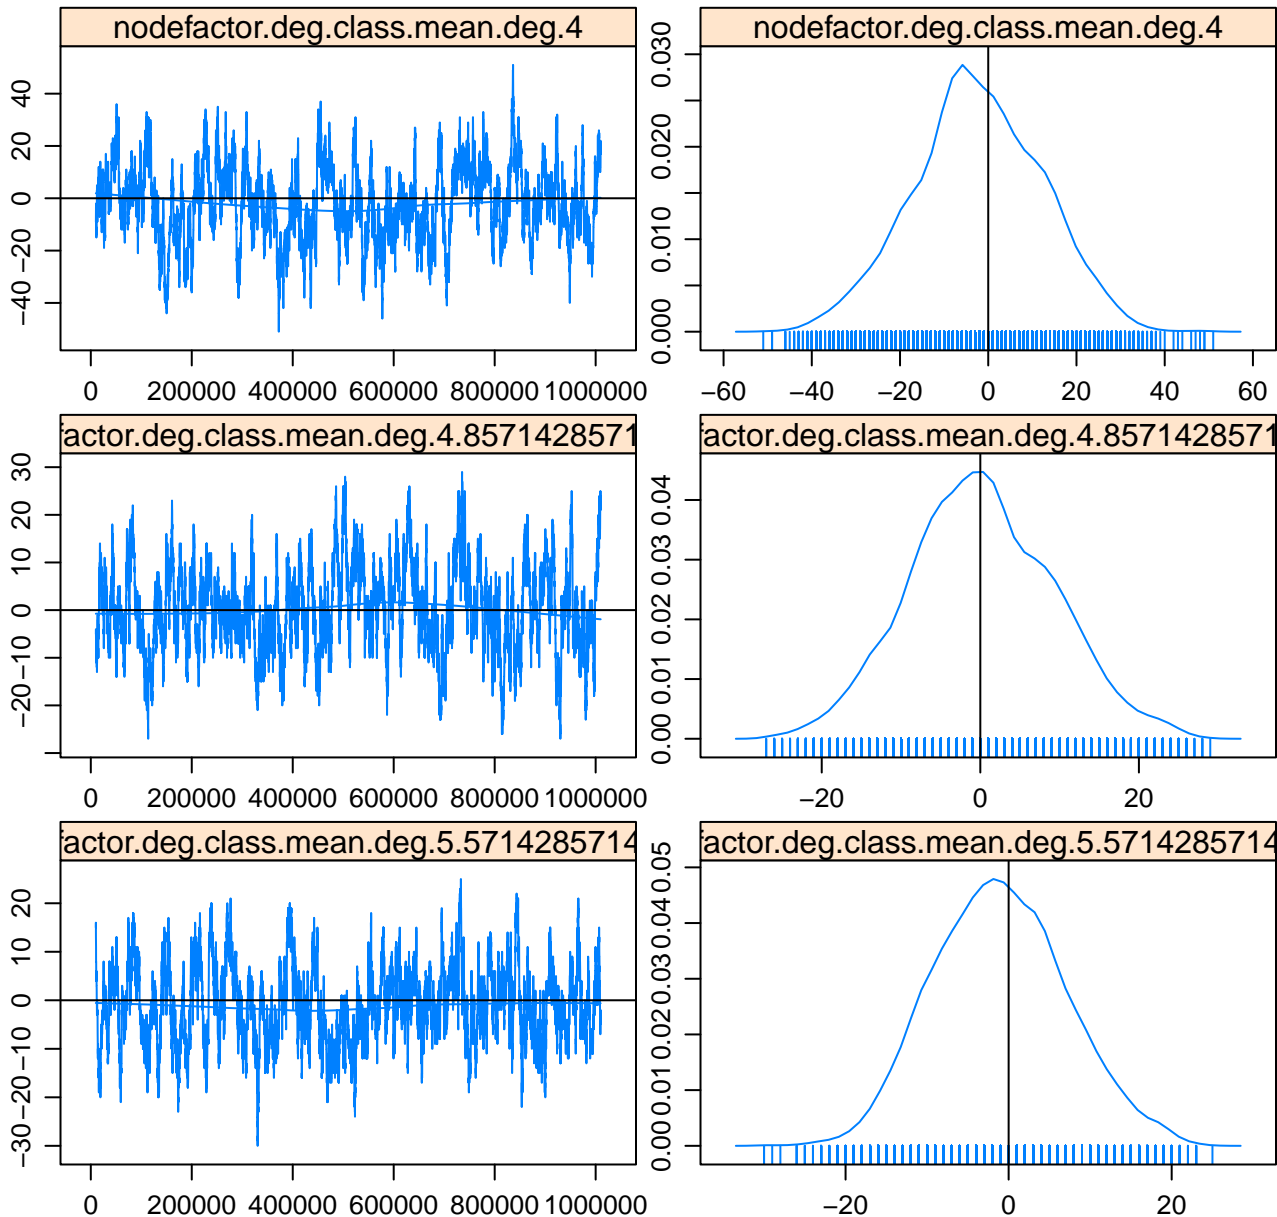 nodefactor.deg.class.mean.deg.4
40
20
0
−20
−40
0 200000 400000 600000 800000 1000000
nodefactor.deg.class.mean.deg.4
0.030
0.020
0.010
0.000
−60 −40 −20 0 20 40 60
factor.deg.class.mean.deg.4.8571428571
30
20
10
0
−10
−20
0 200000 400000 600000 800000 1000000
factor.deg.class.mean.deg.4.8571428571
0.04
0.03
0.02
0.01
0.00
−20 0 20
factor.deg.class.mean.deg.5.5714285714
20
10
0
−10
−20
−30
0 200000 400000 600000 800000 1000000
factor.deg.class.mean.deg.5.5714285714
0.05
0.04
0.03
0.02
0.01
0.00
−20 0 20